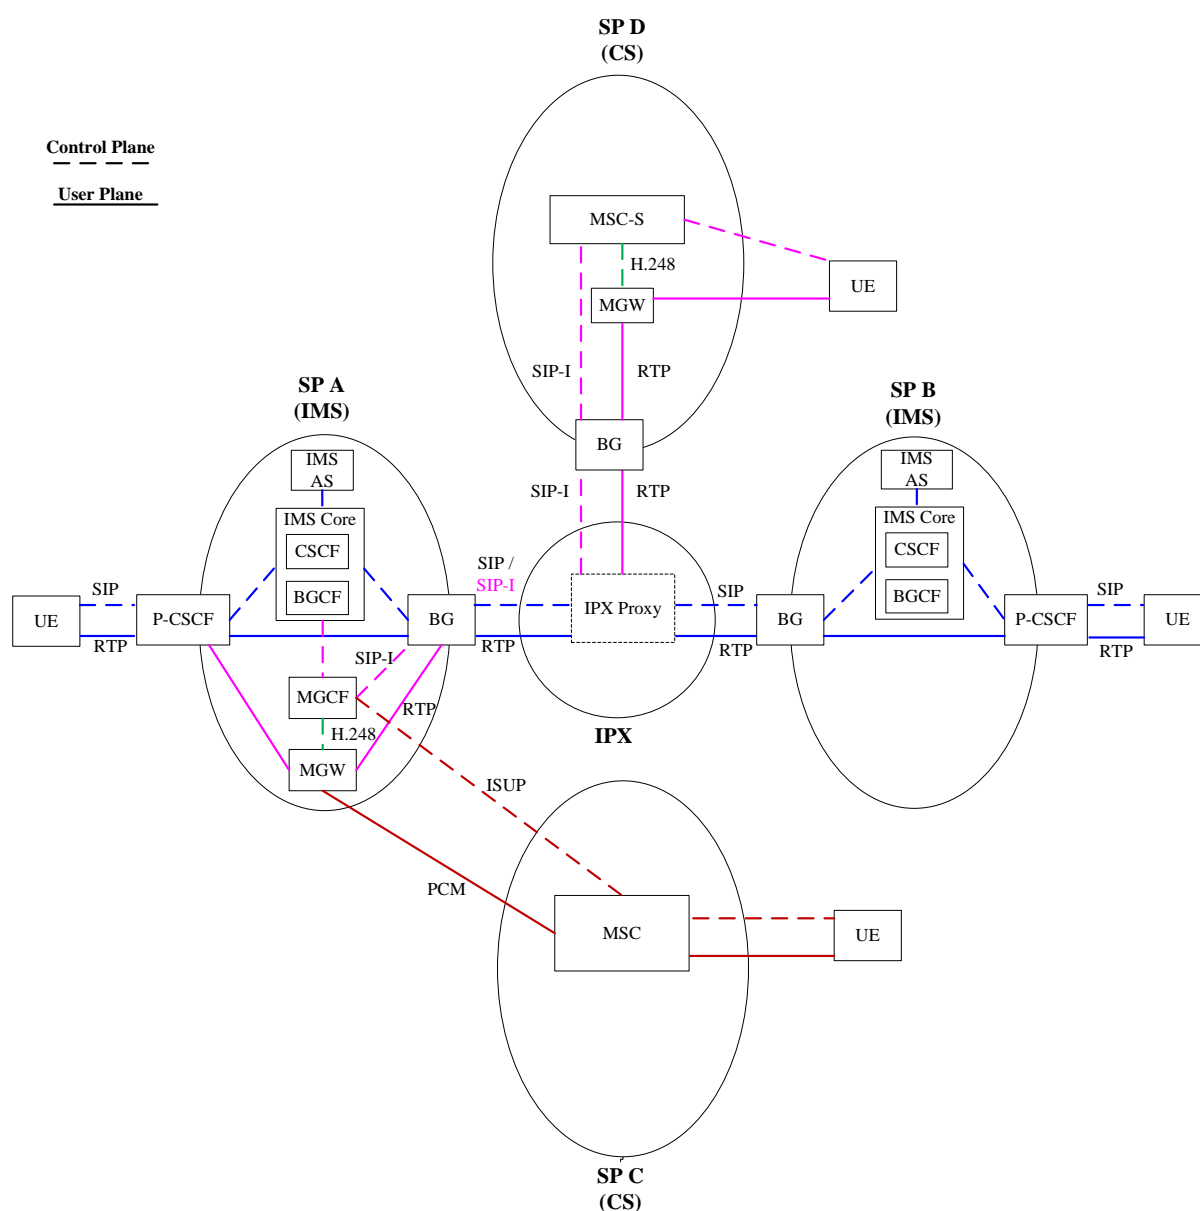 SP D
(CS)
Control Plane
User Plane
MSC-S
H.248
UE
MGW
SIP-I
RTP
SP A
(IMS)
SP B
(IMS)
BG
IMS
AS
IMS
AS
SIP-I
RTP
IMS Core
IMS Core
CSCF
CSCF
SIP /
SIP-I
SIP
BGCF
IPX Proxy
SIP
BGCF
SIP
UE
P-CSCF
BG
BG
P-CSCF
UE
RTP
RTP
RTP
RTP
SIP-I
MGCF
RTP
H.248
IPX
MGW
ISUP
PCM
MSC
UE
SP C
(CS)